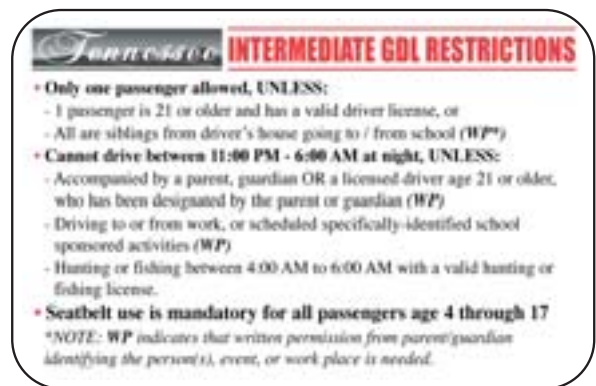 Tennessee INTERMEDIATE GDL RESTRICTIONS
• Only one passenger allowed, UNLESS:
- 1 passenger is 21 or older and has a valid driver license, or
- All are siblings from driver's house going to / from school (WP*)
• Cannot drive between 11:00 PM - 6:00 AM at night, UNLESS:
- Accompanied by a parent, guardian OR a licensed driver age 21 or older,
who has been designated by the parent or guardian (WP)
- Driving to or from work, or scheduled specifically-identified school
sponsored activities (WP)
- Hunting or fishing between 4:00 AM to 6:00 AM with a valid hunting or
fishing license.
• Seatbelt use is mandatory for all passengers age 4 through 17
*NOTE: WP indicates that written permission from parent/guardian
identifying the person(s), event, or work place is needed.